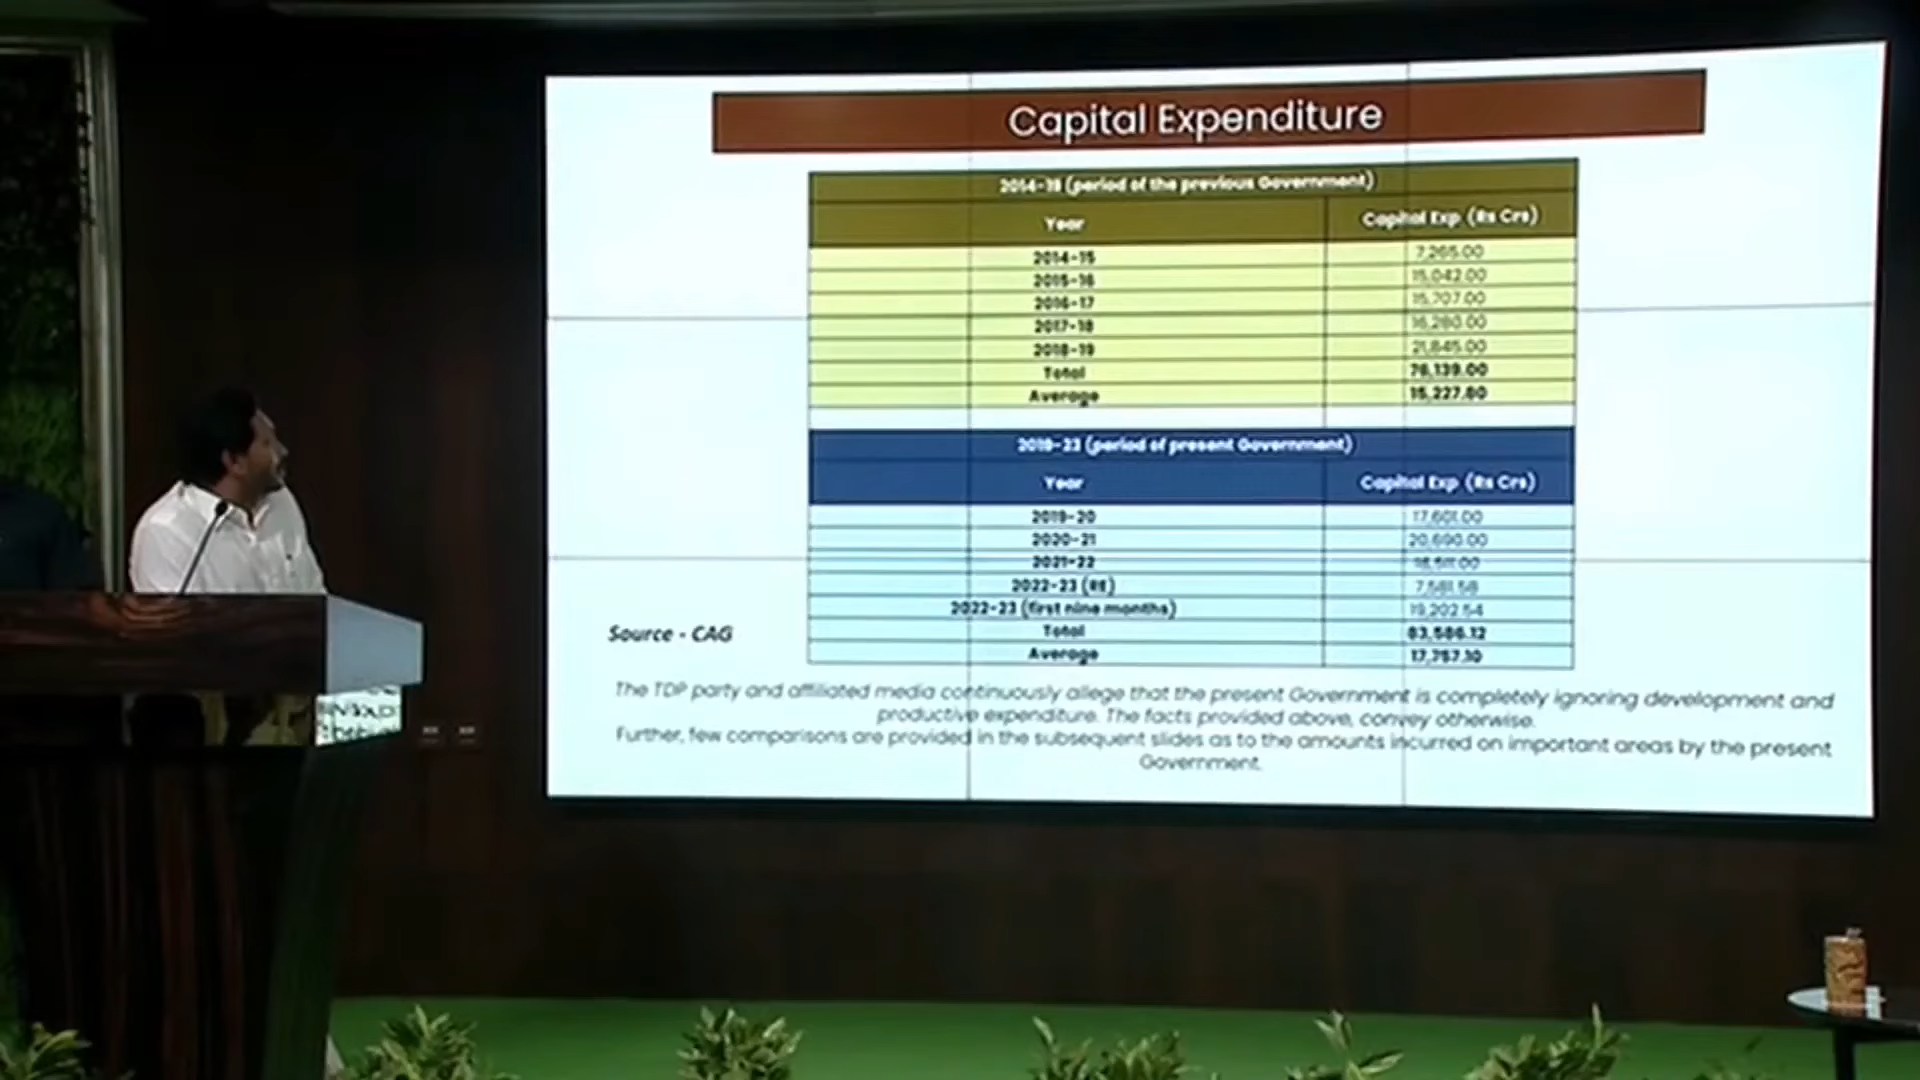 Capital Expenditure
2014-19 (period of the previous Government)
Year Capital Exp (Rs Crs)
2014-15 7,265.00
2015-16 15,042.00
2016-17 15,707.00
2017-18 16,280.00
2018-19 21,845.00
Total 76,139.00
Average 15,227.80
2019-23 (period of present Government)
Year Capital Exp (Rs Crs)
2019-20 17,601.00
2020-21 20,690.00
2021-22 18,511.00
2022-23 (RE) 7,581.58
2022-23 (first nine months) 19,202.54
Total 83,586.12
Average 17,757.10
Source - CAG
The TDP party and affiliated media continuously allege that the present Government is completely ignoring development and
productive expenditure. The facts provided above, convey otherwise.
Further, few comparisons are provided in the subsequent slides as to the amounts incurred on important areas by the present
Government.